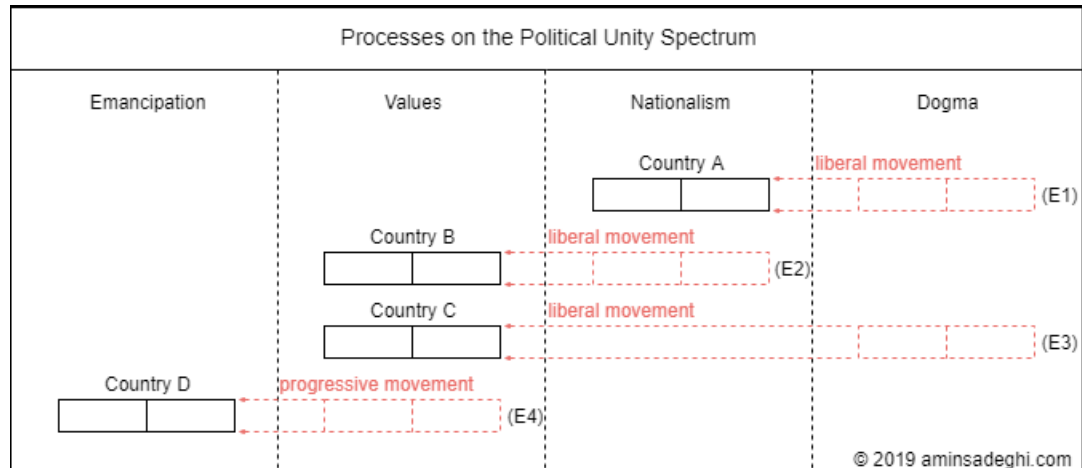 Processes on the Political Unity Spectrum
Emancipation Values Nationalism Dogma
Country A liberal movement
(E1)
Country B liberal movement
(E2)
Country C liberal movement
(E3)
Country D progressive movement
(E4)
© 2019 aminsadeghi.com